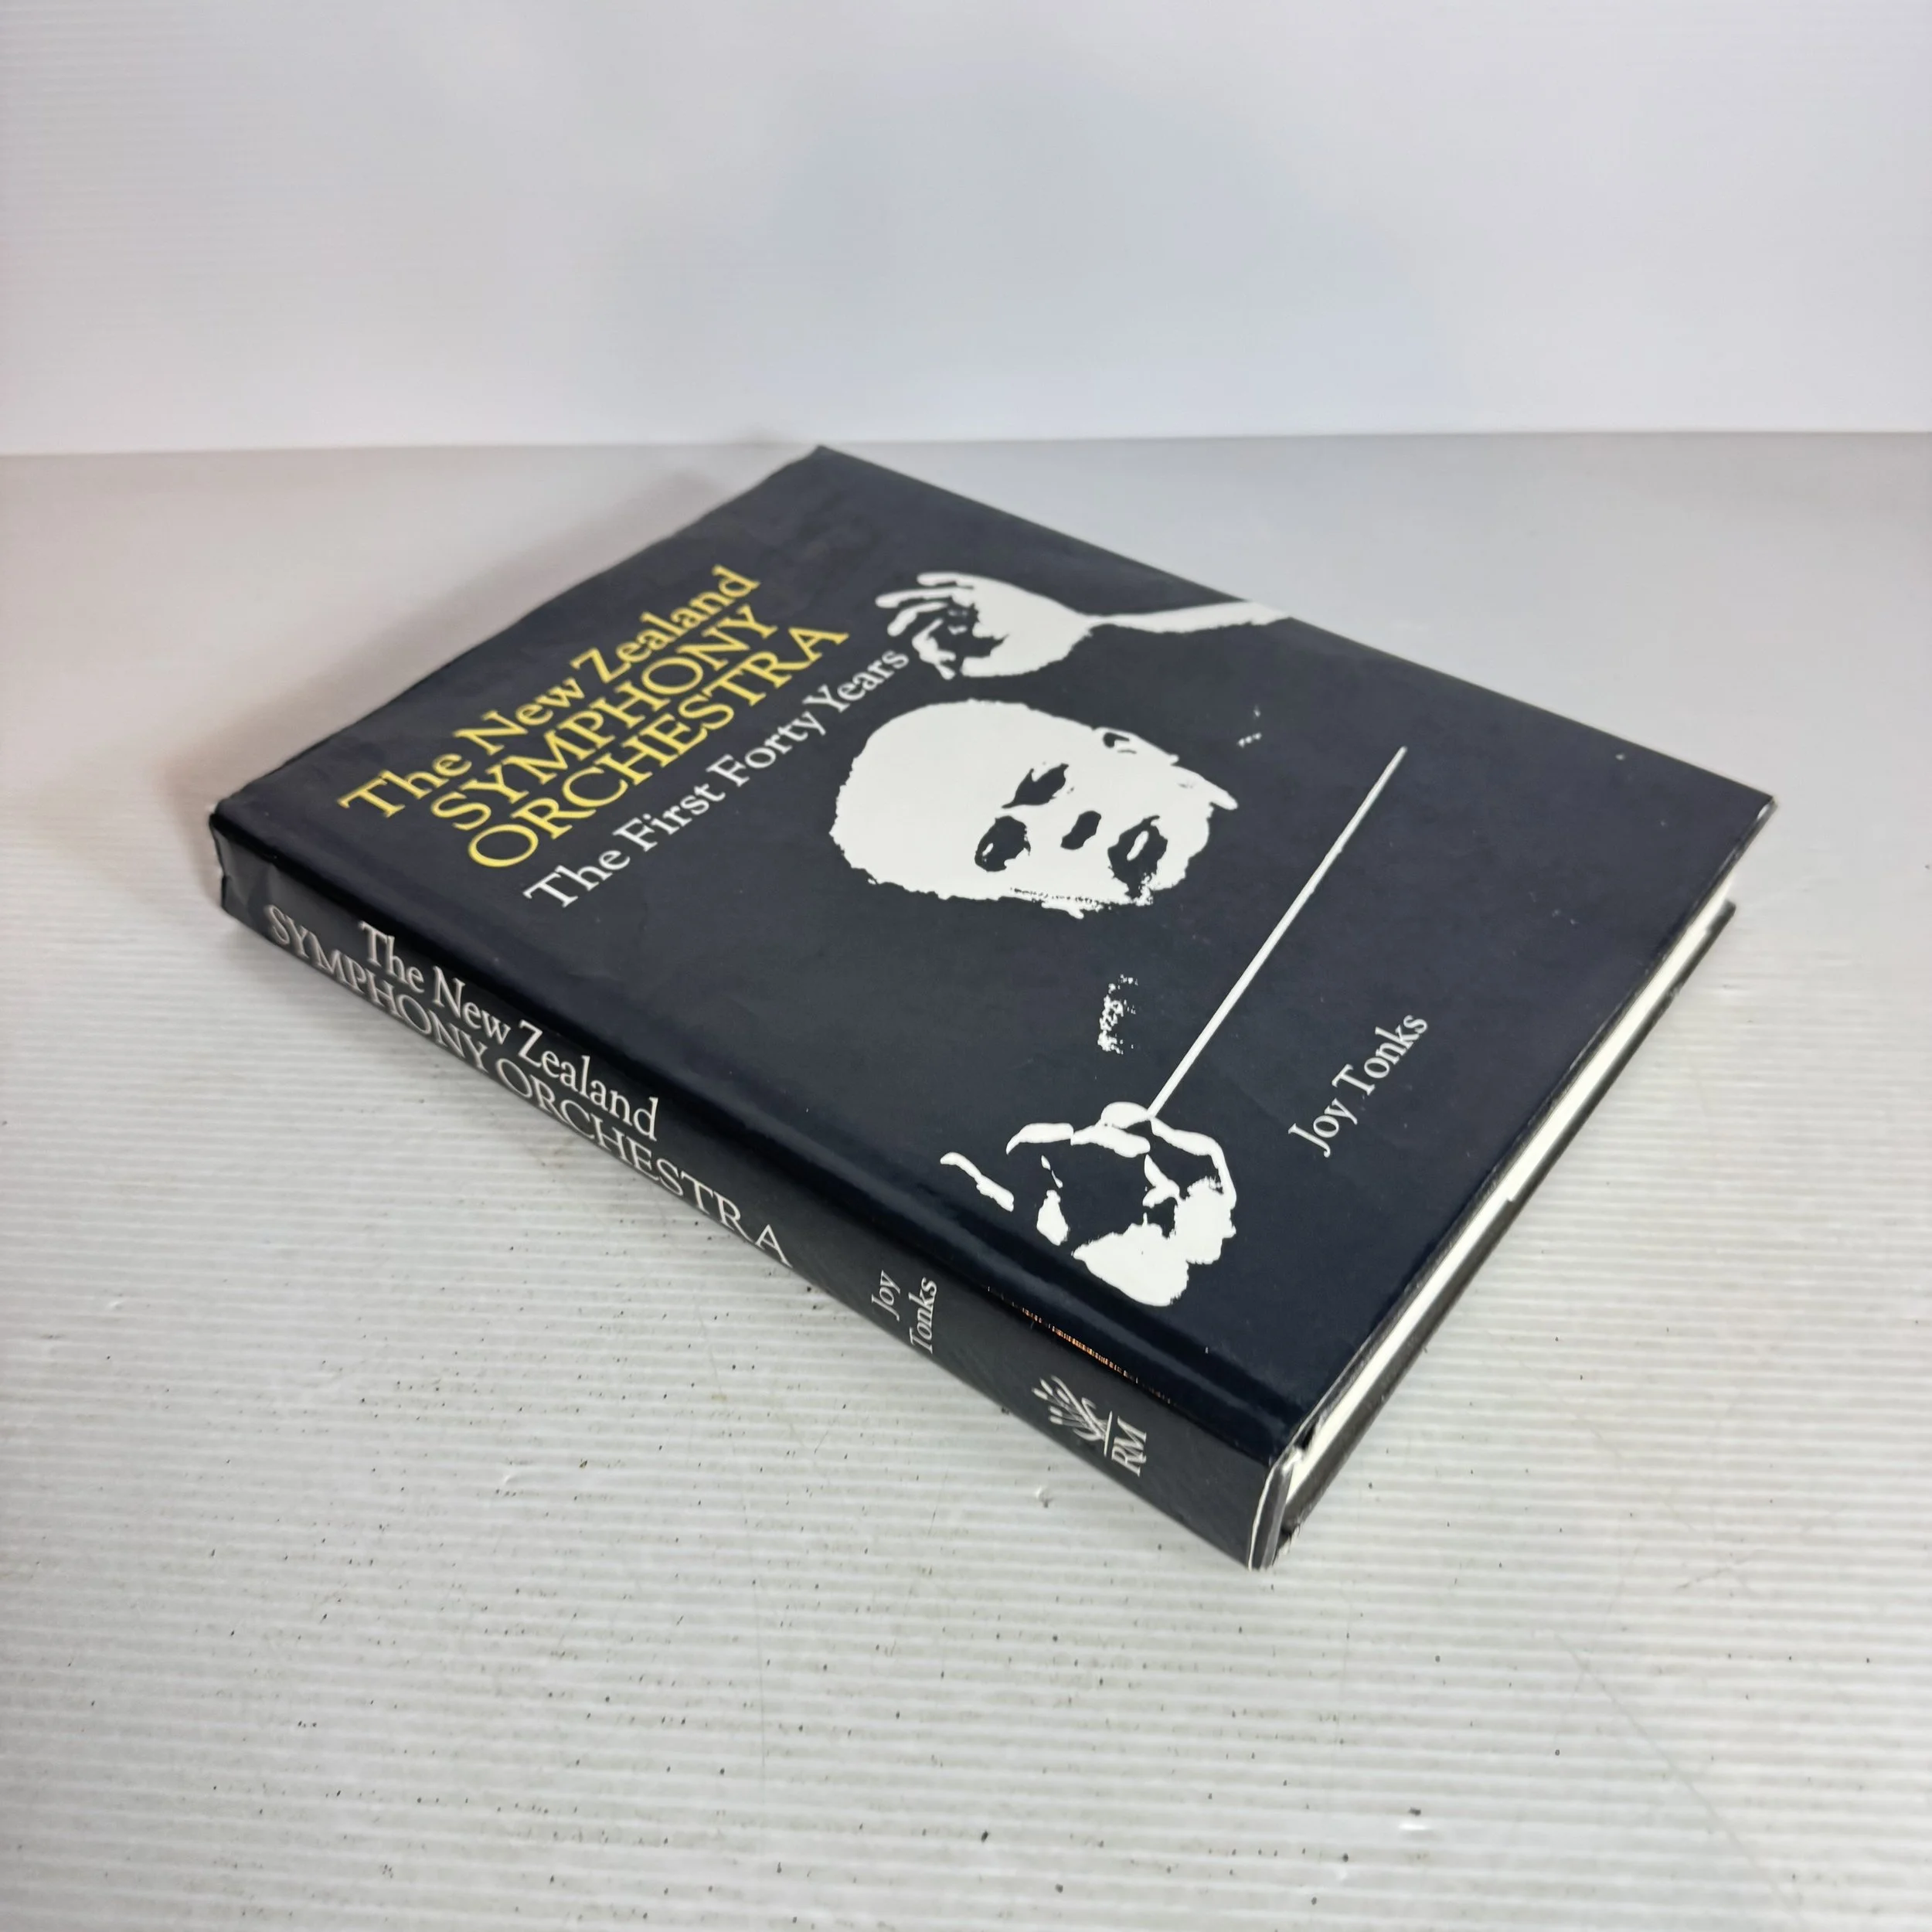 The New Zealand
SYMPHONY
ORCHESTRA
The First Forty Years
Joy Tonks
The New Zealand
SYMPHONY ORCHESTRA
Joy
Tonks
RM